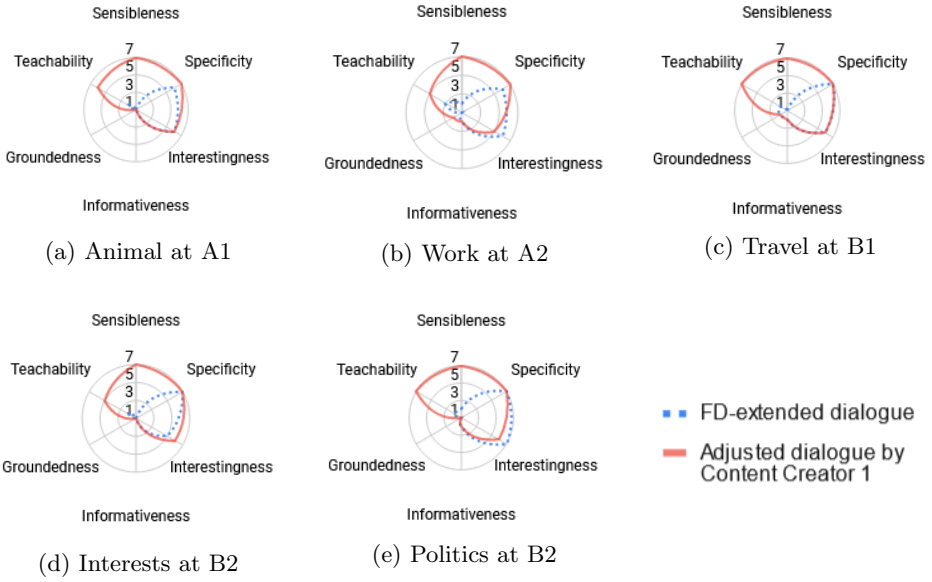 Sensibleness
7
5
3
1
Teachability
Specificity
Groundedness
Interestingness
Informativeness
(a) Animal at A1
Sensibleness
7
5
3
1
Teachability
Specificity
Groundedness
Interestingness
Informativeness
(b) Work at A2
Sensibleness
7
5
3
1
Teachability
Specificity
Groundedness
Interestingness
Informativeness
(c) Travel at B1
Sensibleness
7
5
3
1
Teachability
Specificity
Groundedness
Interestingness
Informativeness
(d) Interests at B2
Sensibleness
7
5
3
1
Teachability
Specificity
Groundedness
Interestingness
Informativeness
(e) Politics at B2
FD-extended dialogue
Adjusted dialogue by
Content Creator 1